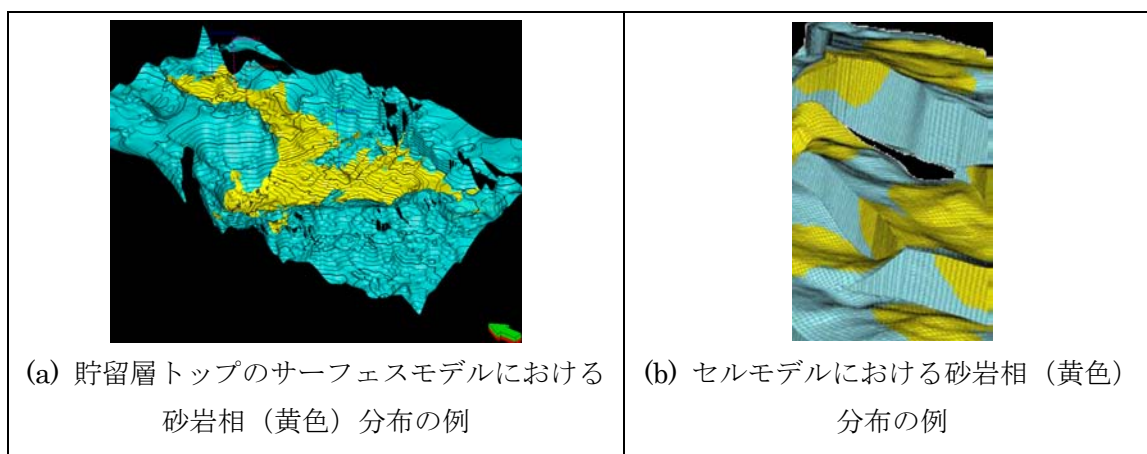 (a) 貯留層トップのサーフェスモデルにおける
砂岩相（黄色）分布の例
(b) セルモデルにおける砂岩相（黄色）
分布の例